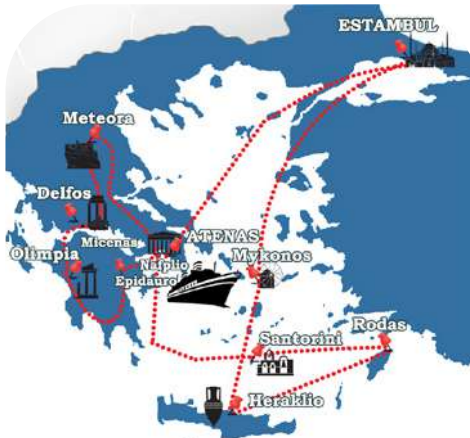 ESTAMBUL
Meteora
Delfos
Micenas
ATENAS
Olimpia
Nafplio
Mykonos
Epidauro
Rodas
Santorini
Heraklio